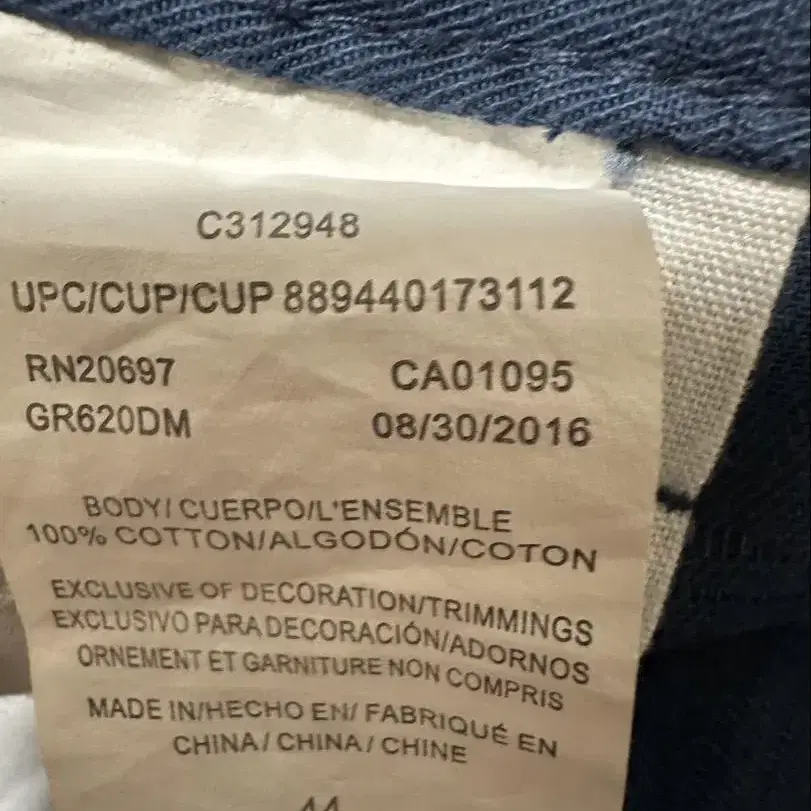 C312948
UPC/CUP/CUP 889440173112
RN20697 CA01095
GR620DM 08/30/2016
BODY/ CUERPO/L'ENSEMBLE
100% COTTON/ALGODÓN/COTON
EXCLUSIVE OF DECORATION/TRIMMINGS
EXCLUSIVO PARA DECORACIÓN/ADORNOS
ORNEMENT ET GARNITURE NON COMPRIS
MADE IN/HECHO EN/ FABRIQUÉ EN
CHINA/ CHINA/ CHINE